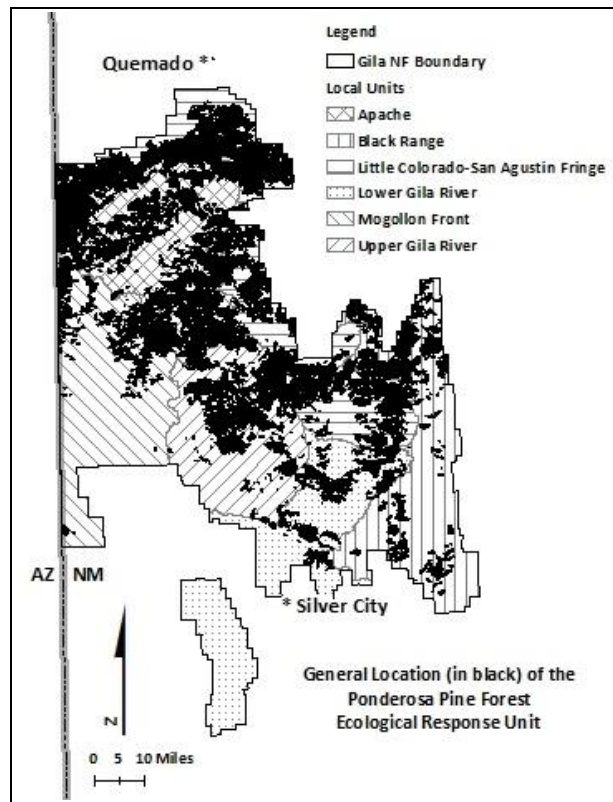 Legend
Quemado *
Gila NF Boundary
Local Units
Apache
Black Range
Little Colorado-San Agustin Fringe
Lower Gila River
Mogollon Front
Upper Gila River
AZ NM
* Silver City
General Location (in black) of the
Ponderosa Pine Forest
Ecological Response Unit
N
0 5 10 Miles